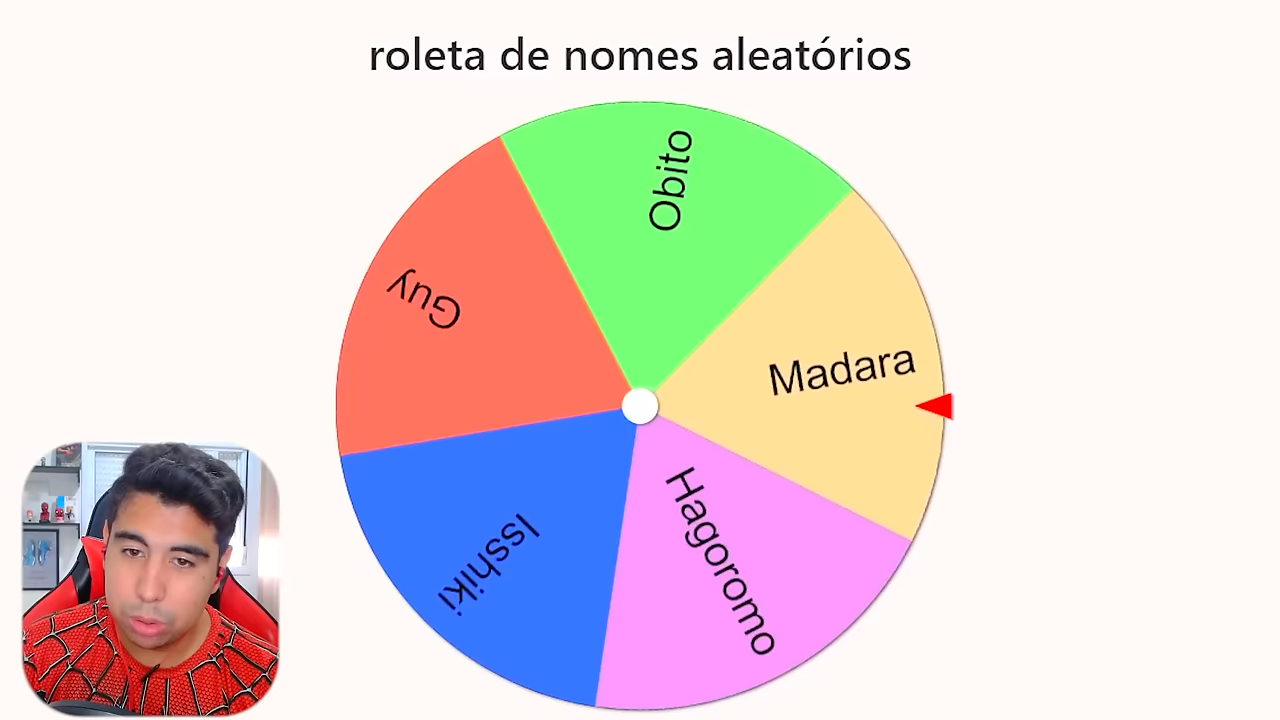 roleta de nomes aleatórios
Obito
Guy
Madara
Hagoromo
Isshiki